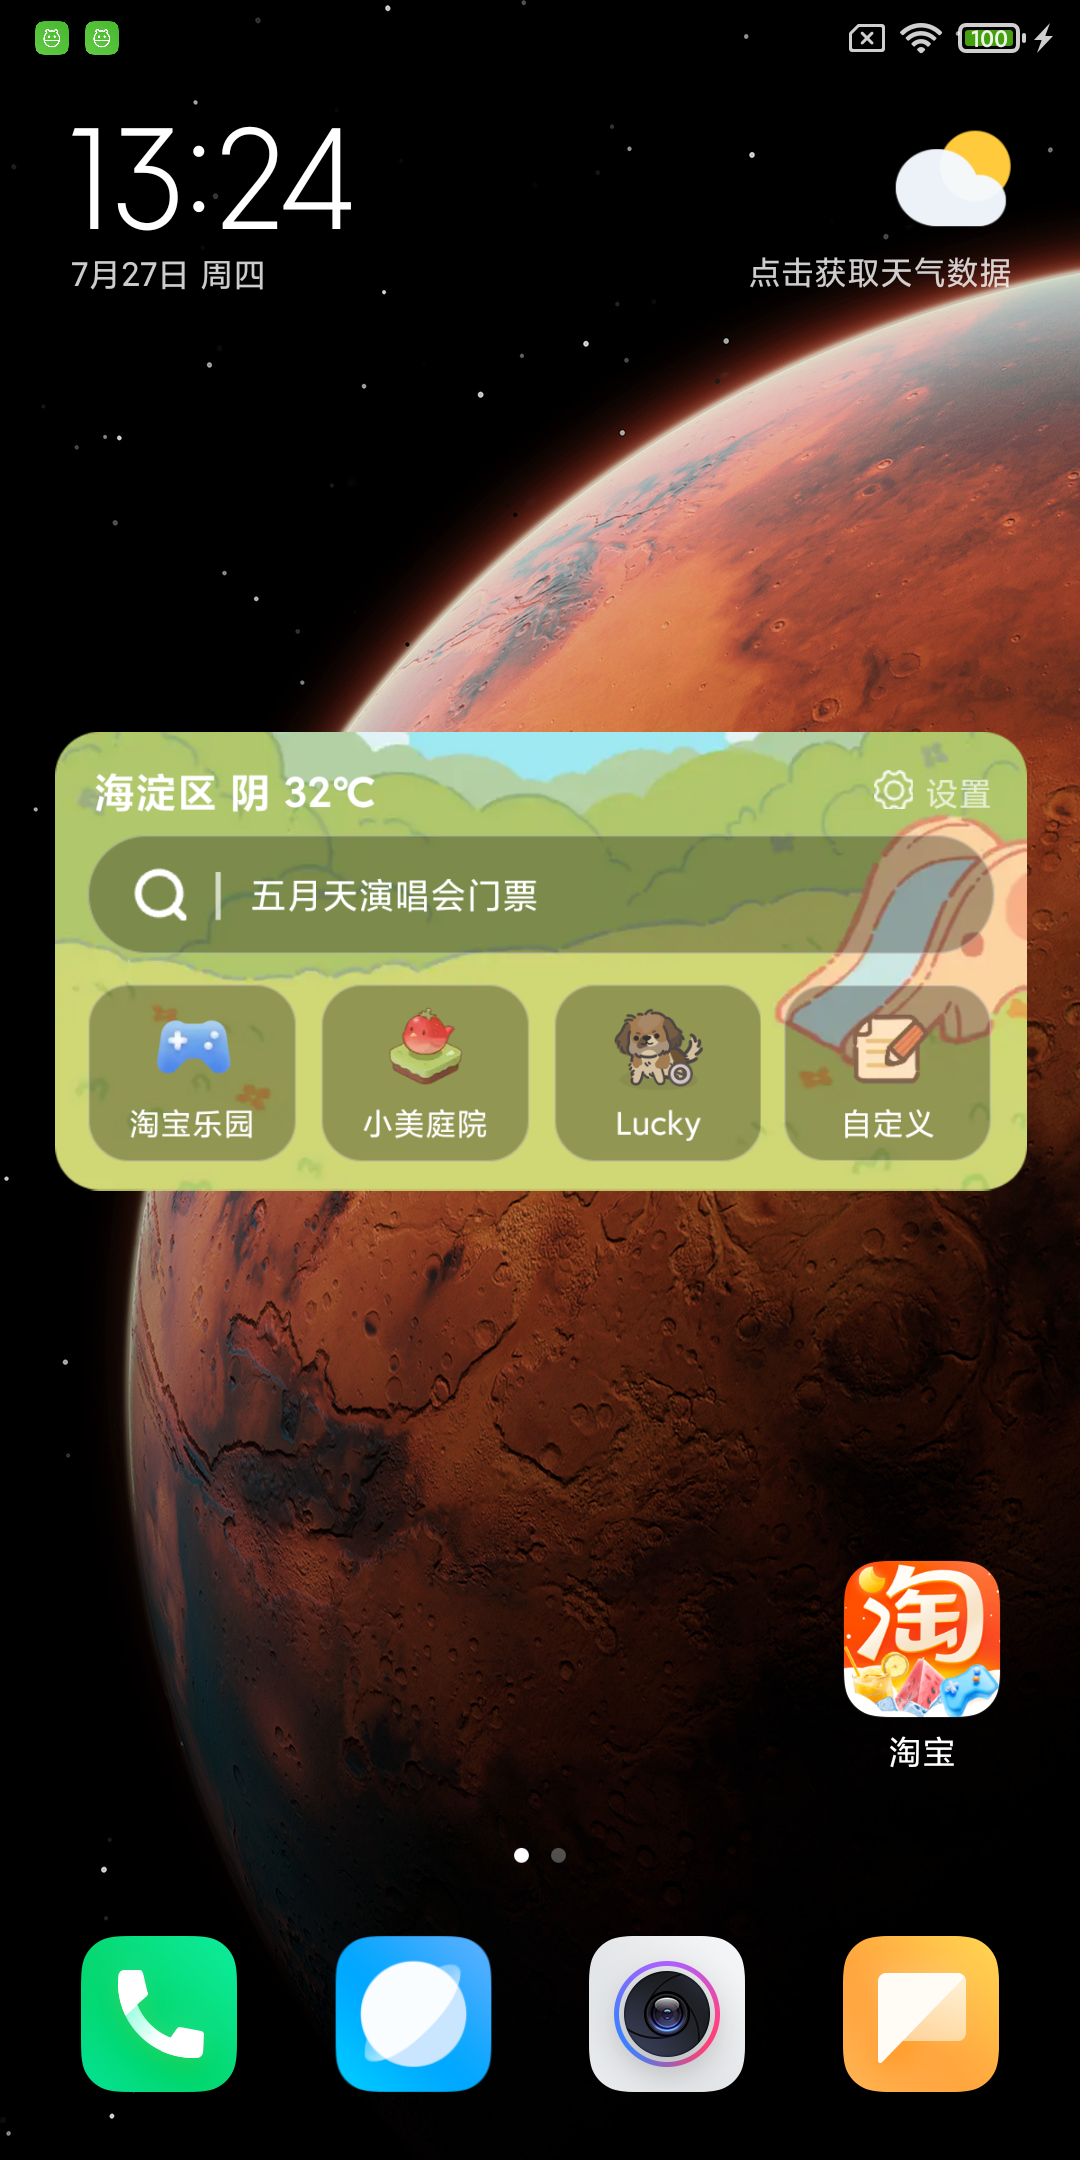 100
13:24
7月27日 周四
点击获取天气数据
海淀区 阴 32℃
设置
五月天演唱会门票
淘宝乐园
小美庭院
Lucky
自定义
淘
淘宝